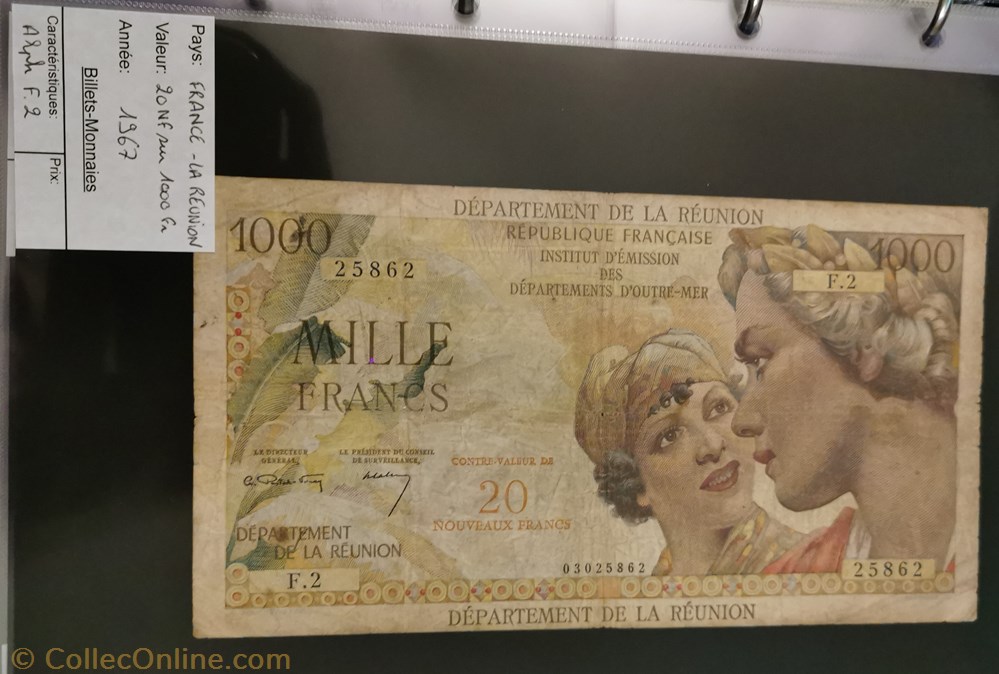 Pays: FRANCE - LA RÉUNION
Valeur: 20 NF sur 1000 Fr
Année: 1967
Billets-Monnaies
Caractéristiques:
Prix:
Alph F.2
DÉPARTEMENT DE LA RÉUNION
RÉPUBLIQUE FRANÇAISE
INSTITUT D'ÉMISSION
DES
DÉPARTEMENTS D'OUTRE-MER
1000
1000
25862
F.2
MILLE
FRANCS
LE DIRECTEUR
GÉNÉRAL,
LE PRÉSIDENT DU CONSEIL
DE SURVEILLANCE,
CONTRE-VALEUR DE
20
NOUVEAUX FRANCS
DÉPARTEMENT
DE LA RÉUNION
F.2
03025862
25862
DÉPARTEMENT DE LA RÉUNION
© CollecOnline.com